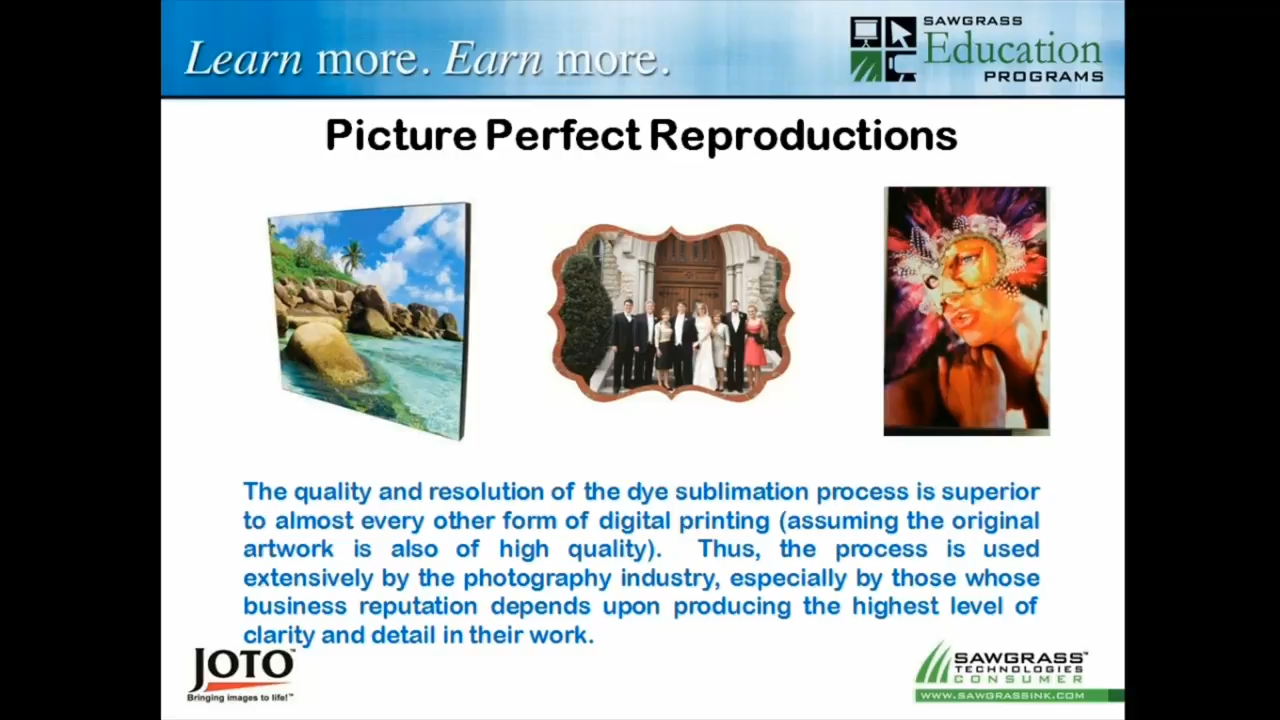 Learn more. Earn more.
SAWGRASS
Education
PROGRAMS
Picture Perfect Reproductions
The quality and resolution of the dye sublimation process is superior
to almost every other form of digital printing (assuming the original
artwork is also of high quality). Thus, the process is used
extensively by the photography industry, especially by those whose
business reputation depends upon producing the highest level of
clarity and detail in their work.
JOTO™
Bringing images to life!™
SAWGRASS™
TECHNOLOGIES
CONSUMER
WWW.SAWGRASSINK.COM